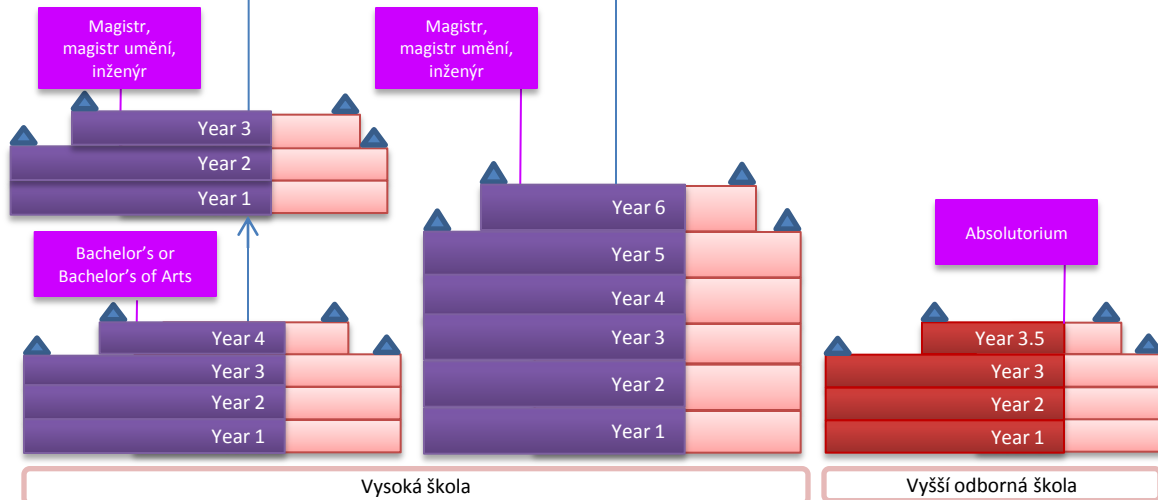 Magistr,
magistr umění,
inženýr
Year 3
Year 2
Year 1
Bachelor's or
Bachelor's of Arts
Year 4
Year 3
Year 2
Year 1
Magistr,
magistr umění,
inženýr
Year 6
Year 5
Year 4
Year 3
Year 2
Year 1
Vysoká škola
Absolutorium
Year 3.5
Year 3
Year 2
Year 1
Vyšší odborná škola